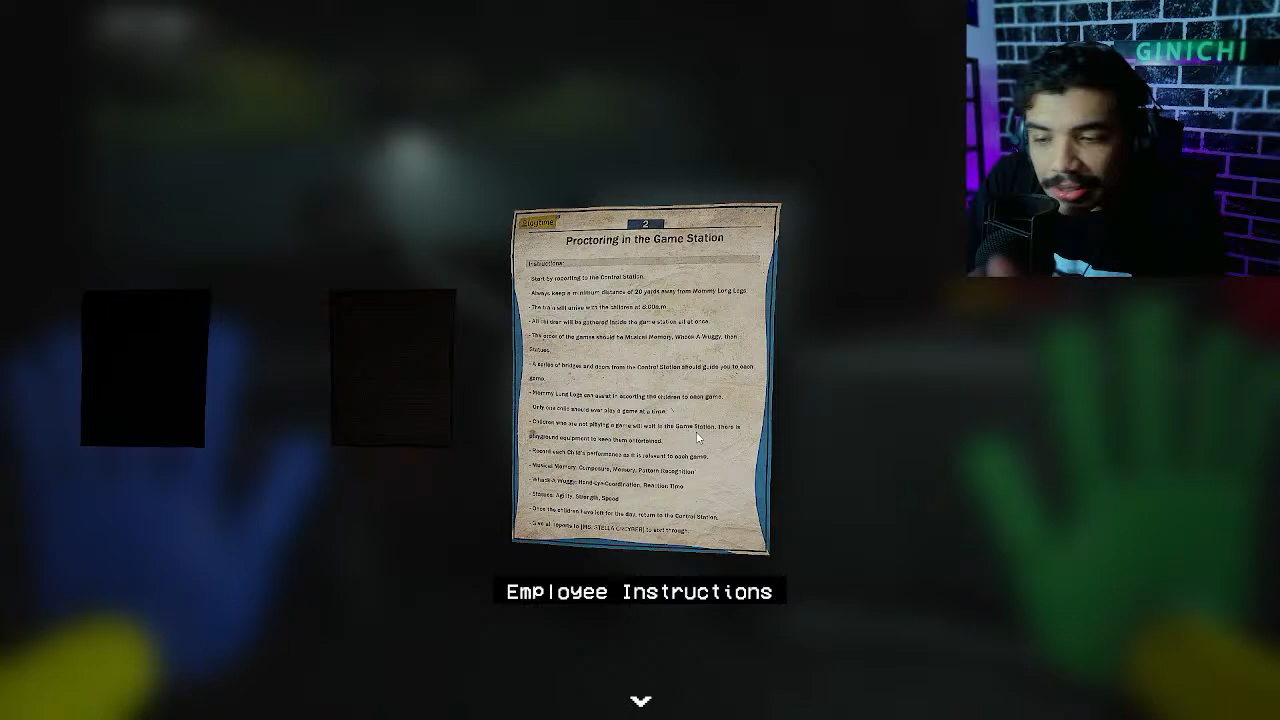 GINICHI
Playtime
2
Proctoring in the Game Station
Instructions:
- Start by reporting to the Control Station.
- Always keep a minimum distance of 20 yards away from Mommy Long Legs.
- The train will arrive with the children at 8:00a.m.
- All children will be gathered inside the game station all at once.
- The order of the games should be Musical Memory, Whack-A-Wuggy, then
Statues.
- A series of bridges and doors from the Control Station should guide you to each
game.
- Mommy Long Legs can assist in escorting the children to each game.
- Only one child should ever play a game at a time.
- Children who are not playing a game will wait in the Game Station. There is
playground equipment to keep them entertained.
- Record each Child's performance as it is relevant to each game.
- Musical Memory: Composure, Memory, Pattern Recognition
- Whack-A-Wuggy: Hand-Eye-Coordination, Reaction Time
- Statues: Agility, Strength, Speed
- Once the children have left for the day, return to the Control Station.
- Give all reports to [MS. STELLA GREYBER] to sort through.
Employee Instructions